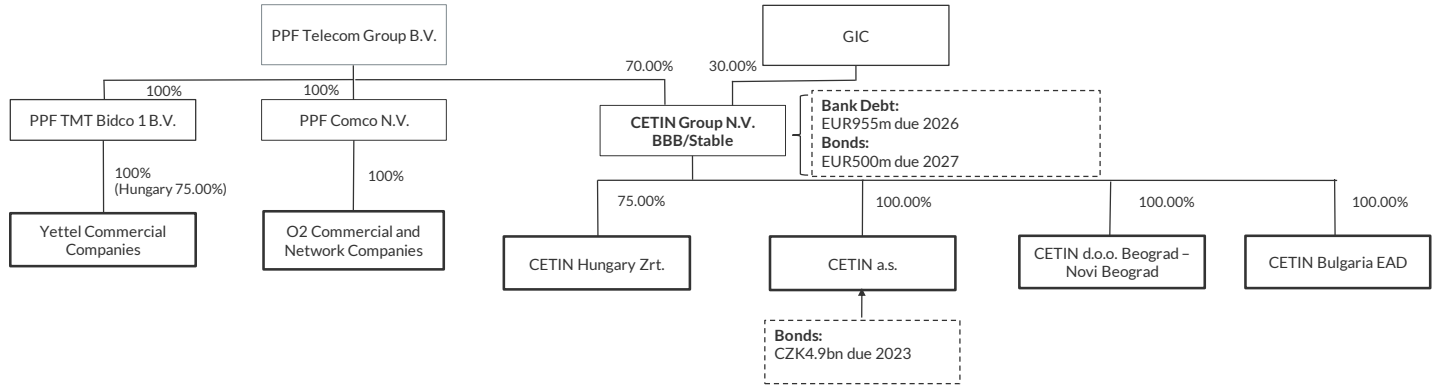 PPF Telecom Group B.V.
GIC
70.00%
30.00%
100%
100%
PPF TMT Bidco 1 B.V.
PPF Comco N.V.
CETIN Group N.V.
BBB/Stable
Bank Debt:
EUR955m due 2026
Bonds:
EUR500m due 2027
100%
(Hungary 75.00%)
100%
75.00%
100.00%
100.00%
100.00%
Yettel Commercial
Companies
O2 Commercial and
Network Companies
CETIN Hungary Zrt.
CETIN a.s.
CETIN d.o.o. Beograd –
Novi Beograd
CETIN Bulgaria EAD
Bonds:
CZK4.9bn due 2023